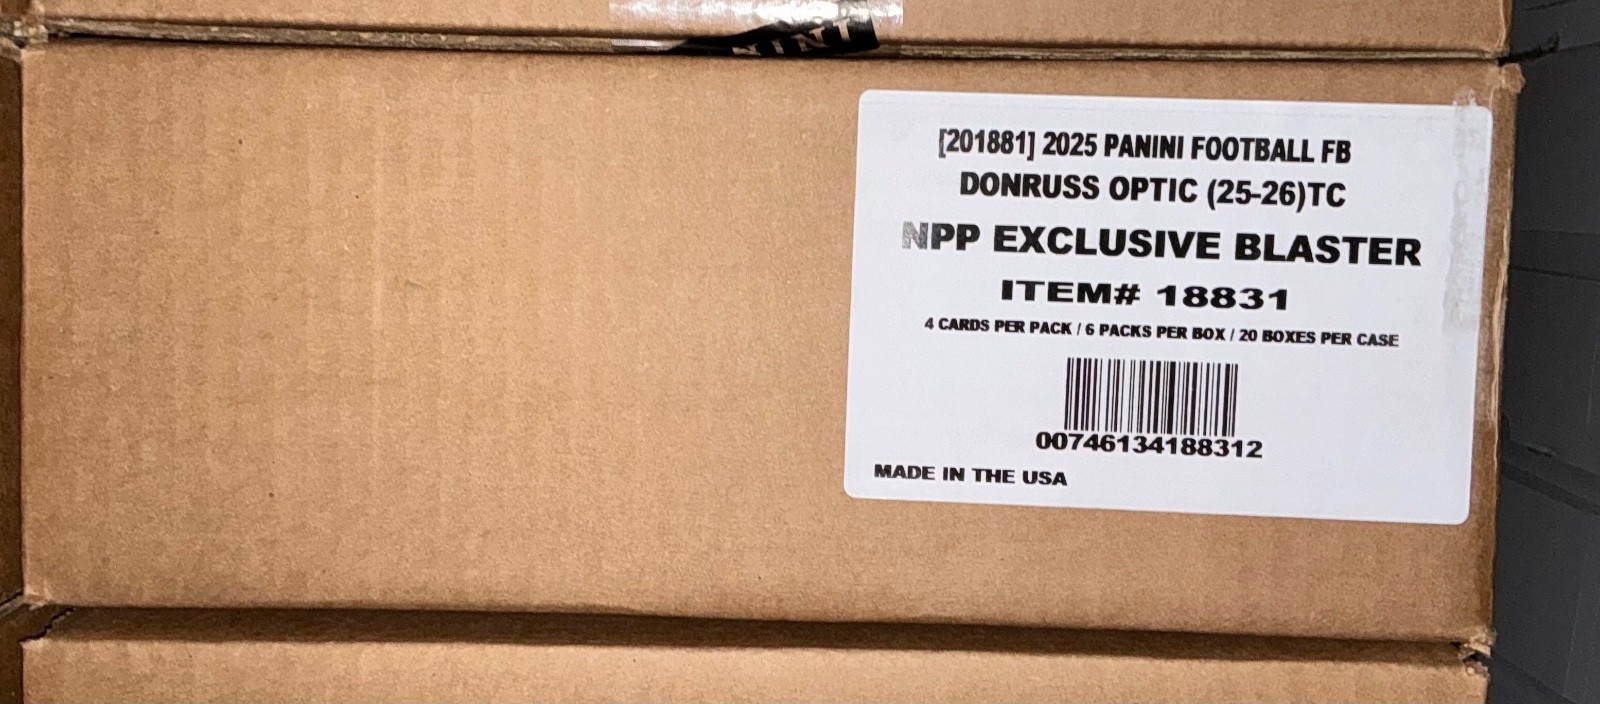 [201881] 2025 PANINI FOOTBALL FB
DONRUSS OPTIC (25-26)TC
NPP EXCLUSIVE BLASTER
ITEM# 18831
4 CARDS PER PACK / 6 PACKS PER BOX / 20 BOXES PER CASE
00746134188312
MADE IN THE USA